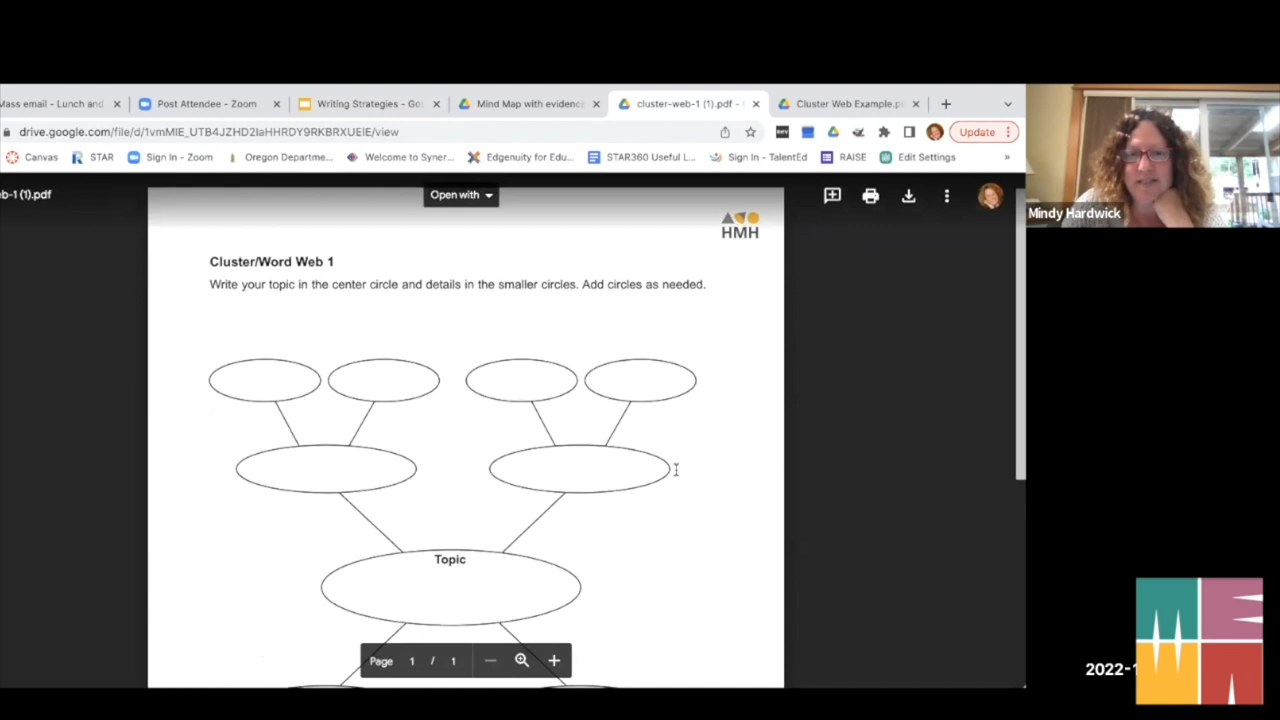 Mass email - Lunch and
Post Attendee - Zoom
Writing Strategies - Go
Mind Map with evidence
cluster-web-1 (1).pdf -
Cluster Web Example.p
drive.google.com/file/d/1vmMIE_UTB4JZHD2IaHHRDY9RKBRXUEIE/view
Update
Canvas
STAR
Sign In - Zoom
Oregon Departme...
Welcome to Syner...
Edgenuity for Edu...
STAR360 Useful L...
Sign In - TalentEd
RAISE
Edit Settings
»
eb-1 (1).pdf
Open with
HMH
Mindy Hardwick
Cluster/Word Web 1
Write your topic in the center circle and details in the smaller circles. Add circles as needed.
Topic
Page 1 / 1
2022-1